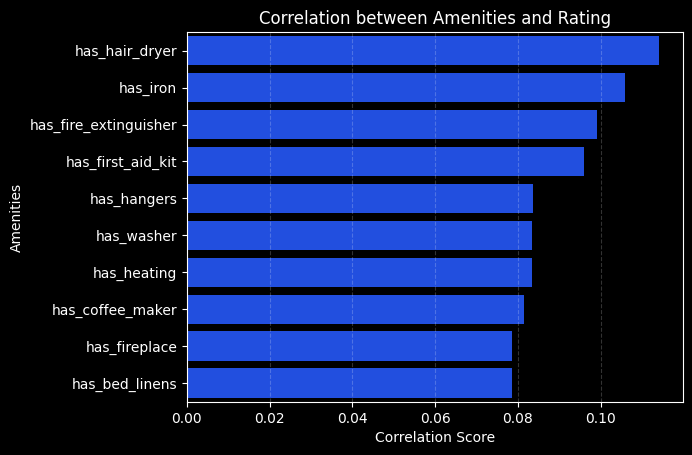 Correlation between Amenities and Rating
has_hair_dryer
has_iron
has_fire_extinguisher
has_first_aid_kit
has_hangers
has_washer
has_heating
has_coffee_maker
has_fireplace
has_bed_linens
Amenities
0.00 0.02 0.04 0.06 0.08 0.10
Correlation Score